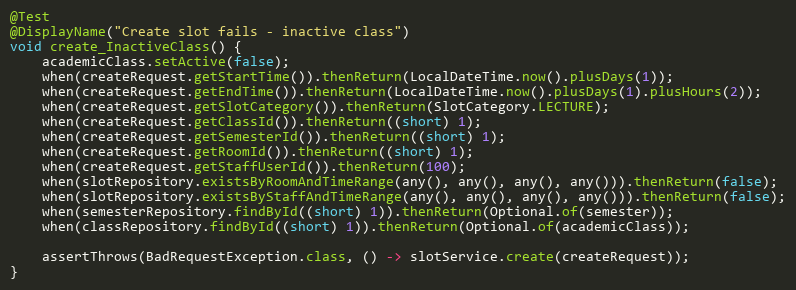 @Test
@DisplayName("Create slot fails - inactive class")
void create_InactiveClass() {
    academicClass.setActive(false);
    when(createRequest.getStartTime()).thenReturn(LocalDateTime.now().plusDays(1));
    when(createRequest.getEndTime()).thenReturn(LocalDateTime.now().plusDays(1).plusHours(2));
    when(createRequest.getSlotCategory()).thenReturn(SlotCategory.LECTURE);
    when(createRequest.getClassId()).thenReturn((short) 1);
    when(createRequest.getSemesterId()).thenReturn((short) 1);
    when(createRequest.getRoomId()).thenReturn((short) 1);
    when(createRequest.getStaffUserId()).thenReturn(100);
    when(slotRepository.existsByRoomAndTimeRange(any(), any(), any(), any())).thenReturn(false);
    when(slotRepository.existsByStaffAndTimeRange(any(), any(), any(), any())).thenReturn(false);
    when(semesterRepository.findById((short) 1)).thenReturn(Optional.of(semester));
    when(classRepository.findById((short) 1)).thenReturn(Optional.of(academicClass));

    assertThrows(BadRequestException.class, () -> slotService.create(createRequest));
}